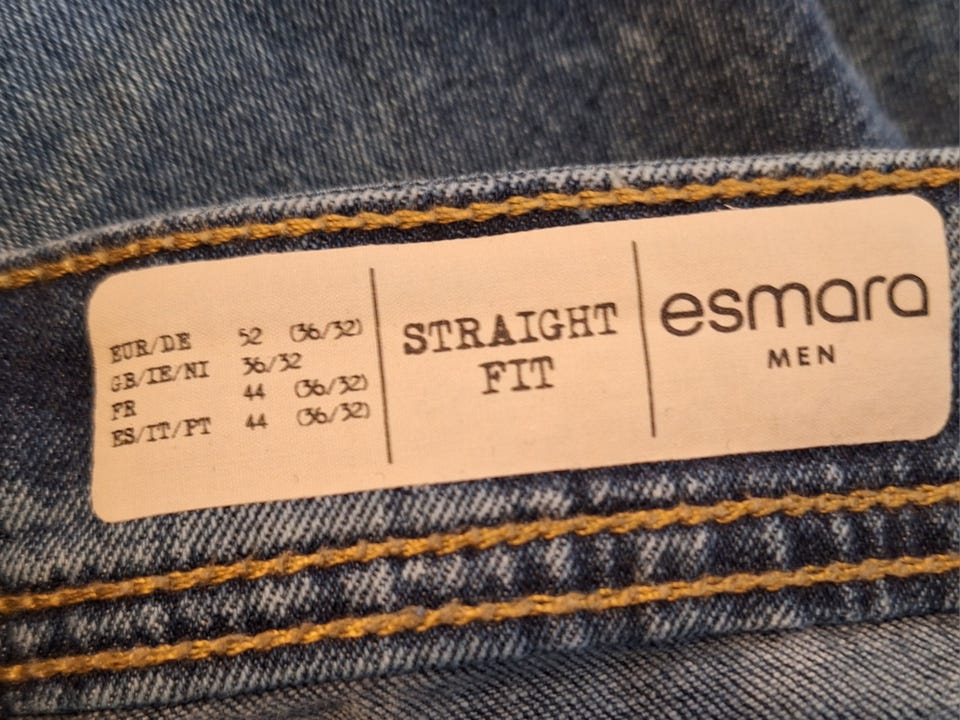 EUR/DE 52 (36/32)
GB/IE/NI 36/32
FR 44 (36/32)
ES/IT/PT 44 (36/32)
STRAIGHT
FIT
esmara
MEN